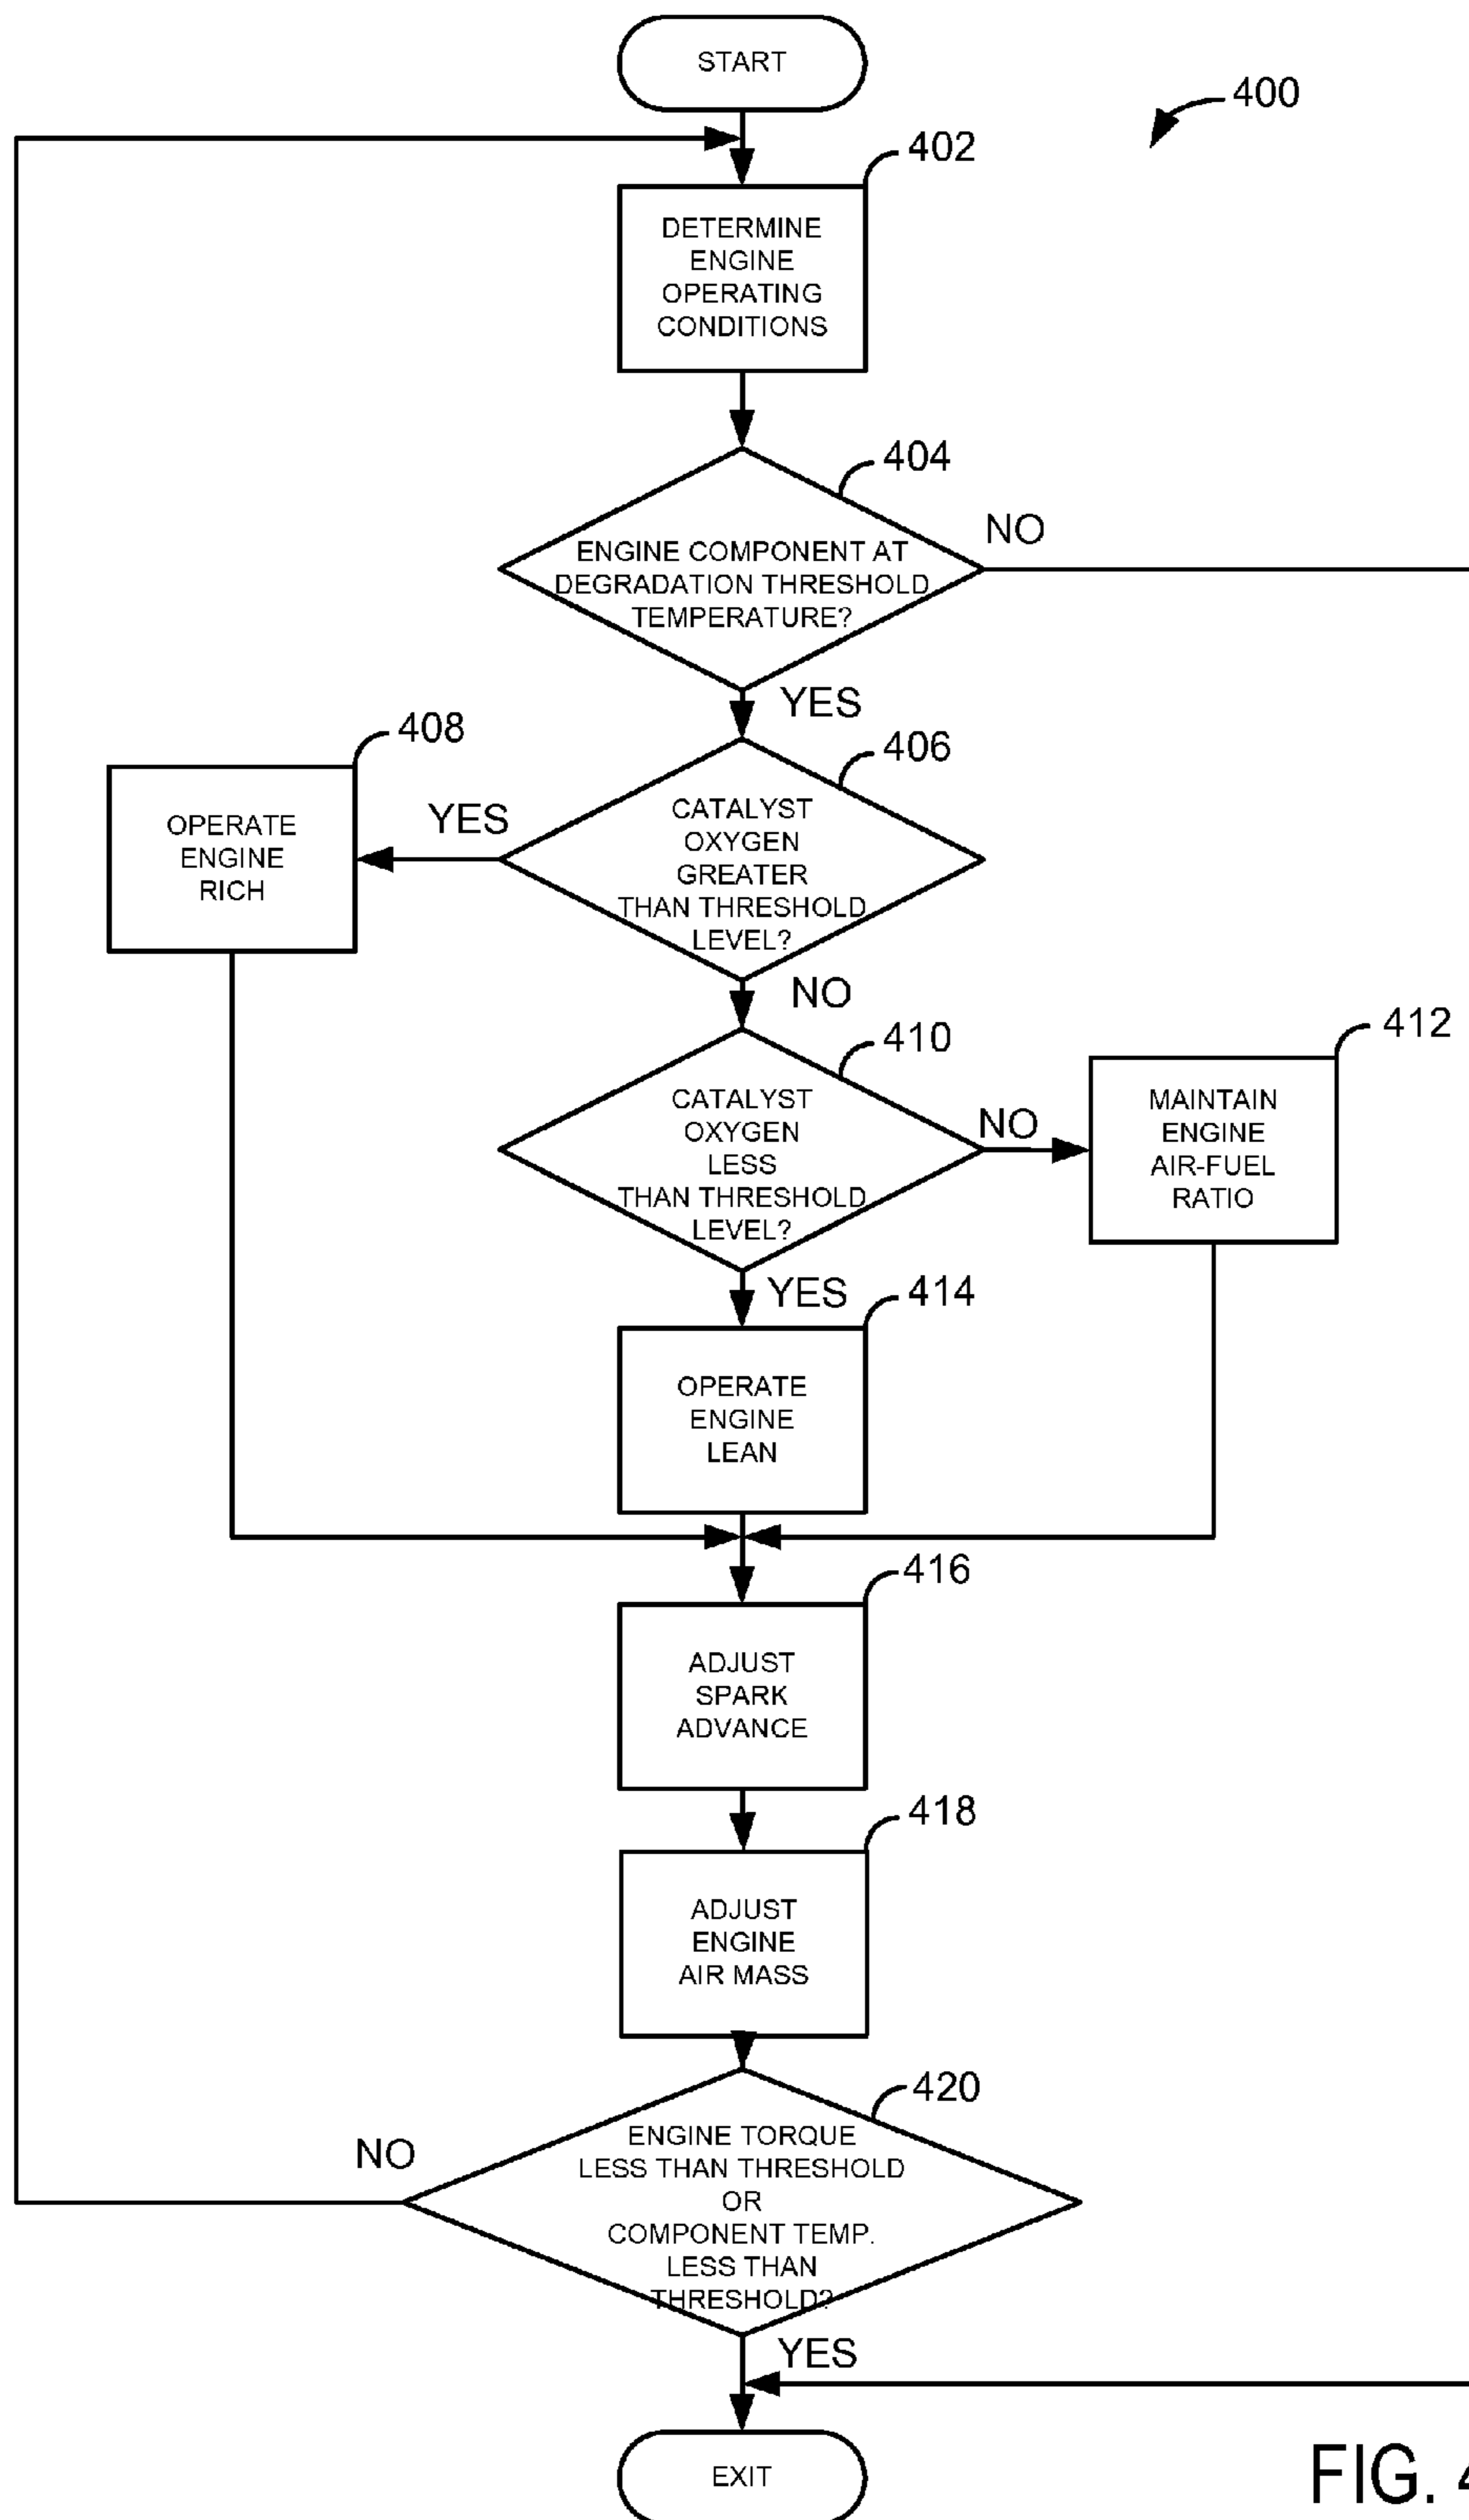 START
400
402
DETERMINE
ENGINE
OPERATING
CONDITIONS
404
NO
ENGINE COMPONENT AT
DEGRADATION THRESHOLD
TEMPERATURE?
YES
408
406
OPERATE
ENGINE
RICH
YES
CATALYST
OXYGEN
GREATER
THAN THRESHOLD
LEVEL?
NO
410
412
CATALYST
OXYGEN
LESS
THAN THRESHOLD
LEVEL?
NO
MAINTAIN
ENGINE
AIR-FUEL
RATIO
YES
414
OPERATE
ENGINE
LEAN
416
ADJUST
SPARK
ADVANCE
418
ADJUST
ENGINE
AIR MASS
420
NO
ENGINE TORQUE
LESS THAN THRESHOLD
OR
COMPONENT TEMP.
LESS THAN
THRESHOLD?
YES
EXIT
FIG. 4